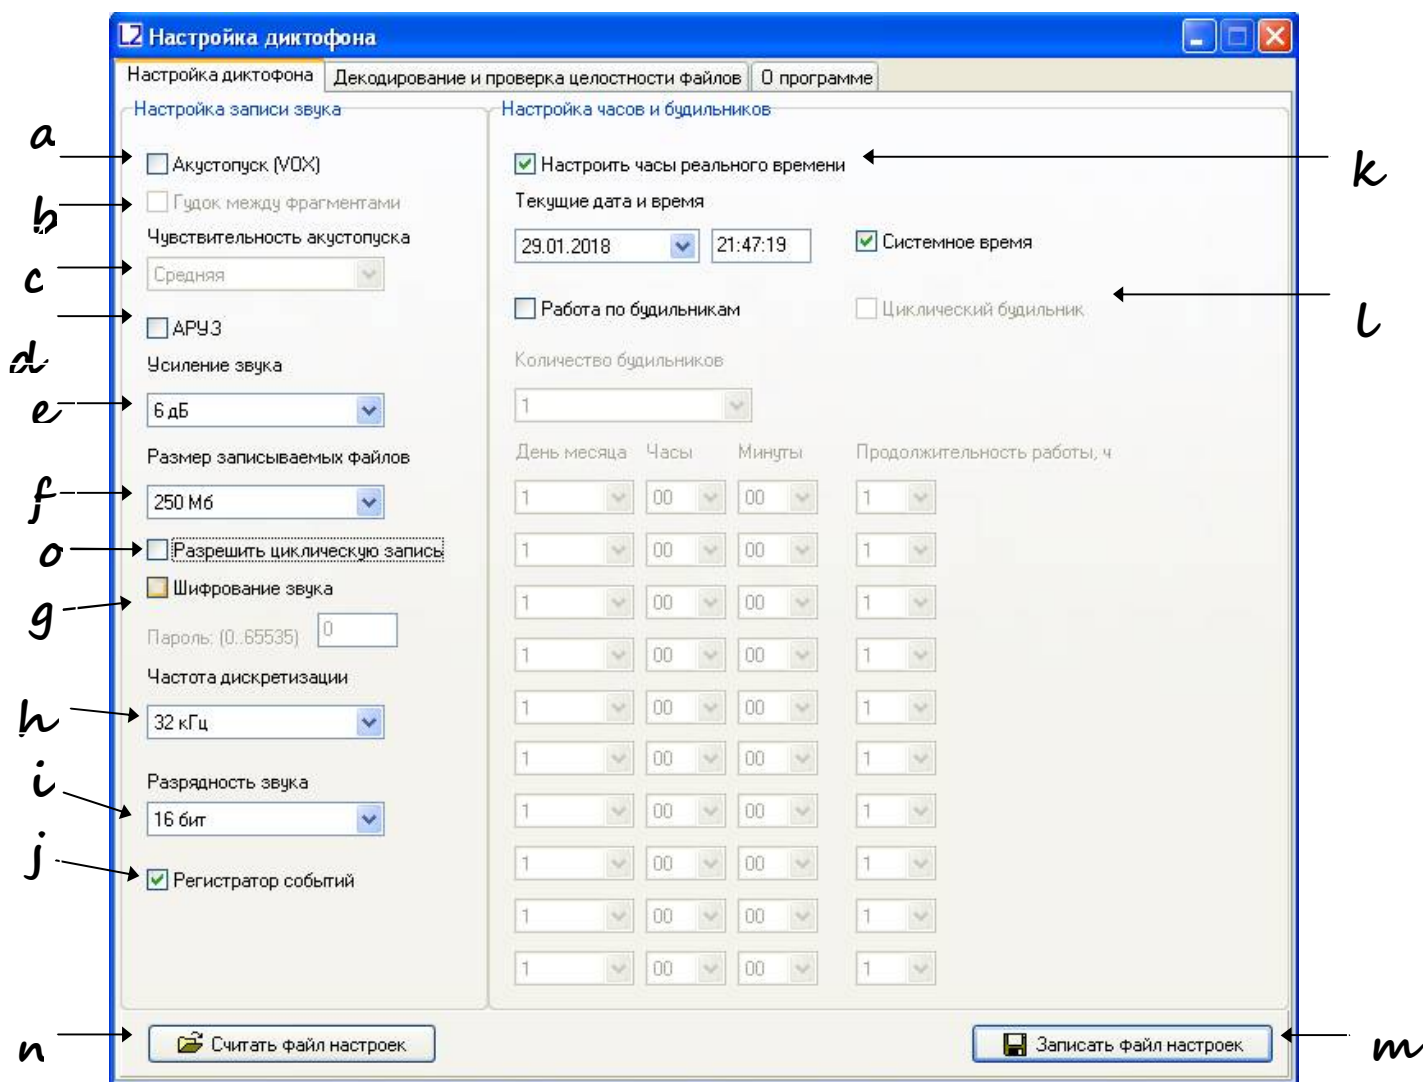 Настройка диктофона
Настройка диктофона Декодирование и проверка целостности файлов О программе
Настройка записи звука
a
Акустопуск (VOX)
b
Гудок между фрагментами
Чувствительность акустопуска
c
Средняя
d
АРУЗ
Усиление звука
e
6 дБ
Размер записываемых файлов
f
250 Мб
o
Разрешить циклическую запись
g
Шифрование звука
Пароль: (0..65535) 0
Частота дискретизации
h
32 кГц
i
Разрядность звука
16 бит
j
Регистратор событий
Настройка часов и будильников
Настроить часы реального времени
k
Текущие дата и время
29.01.2018 21:47:19 Системное время
Работа по будильникам Циклический будильник
l
Количество будильников
1
День месяца Часы Минуты Продолжительность работы, ч
1 00 00 1
1 00 00 1
1 00 00 1
1 00 00 1
1 00 00 1
1 00 00 1
1 00 00 1
1 00 00 1
1 00 00 1
1 00 00 1
n
Считать файл настроек
Записать файл настроек
m